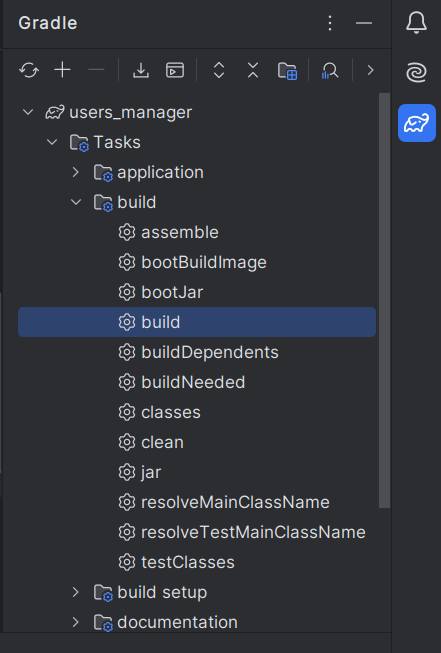 Gradle
users_manager
Tasks
application
build
assemble
bootBuildImage
bootJar
build
buildDependents
buildNeeded
classes
clean
jar
resolveMainClassName
resolveTestMainClassName
testClasses
build setup
documentation